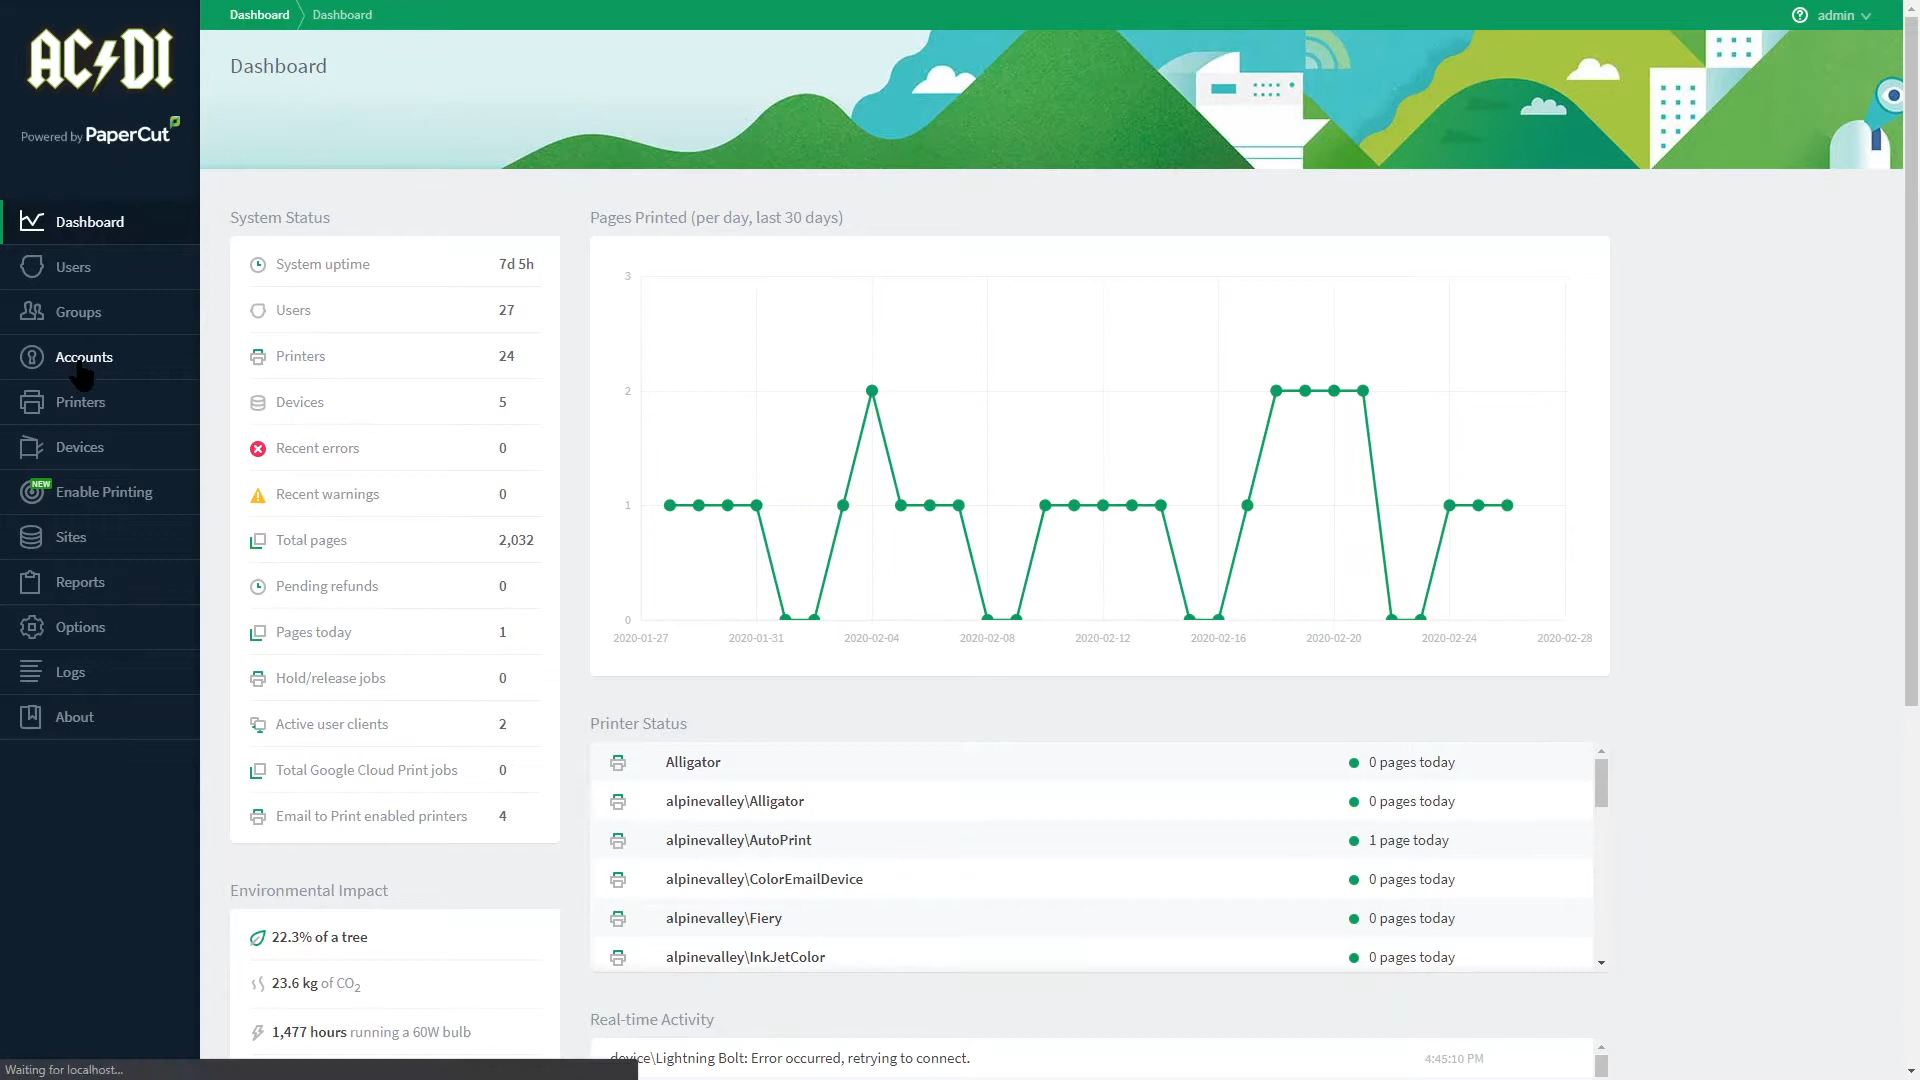 Dashboard
Dashboard
admin
AC/DI
Powered by PaperCut
Dashboard
Dashboard
Users
Groups
Accounts
Printers
Devices
NEW
Enable Printing
Sites
Reports
Options
Logs
About
System Status
System uptime 7d 5h
Users 27
Printers 24
Devices 5
Recent errors 0
Recent warnings 0
Total pages 2,032
Pending refunds 0
Pages today 1
Hold/release jobs 0
Active user clients 2
Total Google Cloud Print jobs 0
Email to Print enabled printers 4
Environmental Impact
22.3% of a tree
23.6 kg of CO2
1,477 hours running a 60W bulb
Pages Printed (per day, last 30 days)
3
2
1
0
2020-01-27 2020-01-31 2020-02-04 2020-02-08 2020-02-12 2020-02-16 2020-02-20 2020-02-24 2020-02-28
Printer Status
Alligator 0 pages today
alpinevalley\Alligator 0 pages today
alpinevalley\AutoPrint 1 page today
alpinevalley\ColorEmailDevice 0 pages today
alpinevalley\Fiery 0 pages today
alpinevalley\InkJetColor 0 pages today
Real-time Activity
device\Lightning Bolt: Error occurred, retrying to connect. 4:45:10 PM
Waiting for localhost...